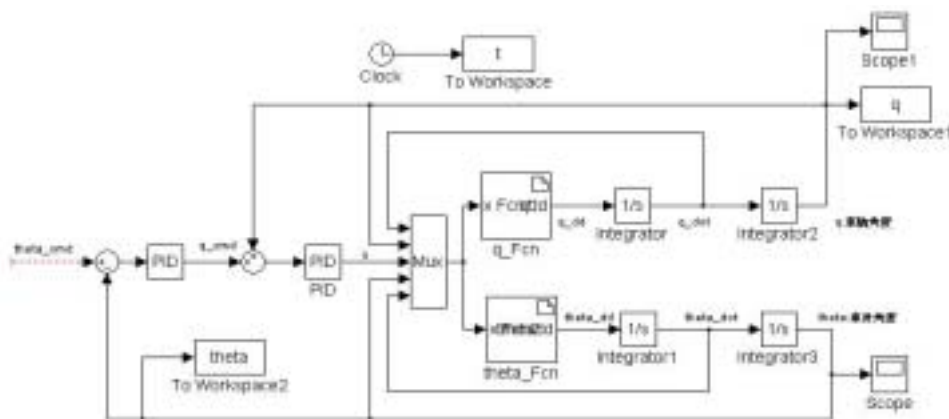 t
Clock
To Workspace
Scope1
q
To Workspace1
1/s
1/s
q_dd
Integrator
q_dot
Integrator2
q_Fcn
theta_cmd
q_cmd
PID
PID
PID
Mux
theta_dd
1/s
theta_dot
1/s
Integrator1
Integrator3
theta_Fcn
theta
To Workspace2
Scope